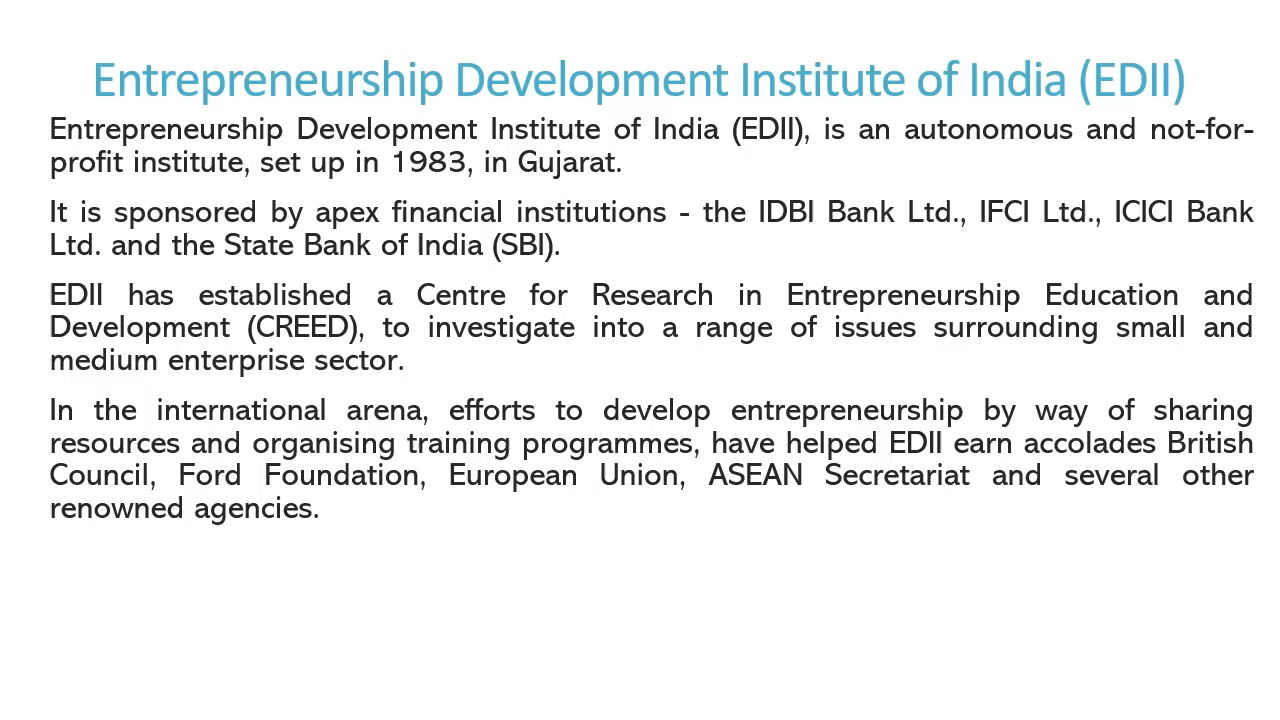 Entrepreneurship Development Institute of India (EDII)
Entrepreneurship Development Institute of India (EDII), is an autonomous and not-for-
profit institute, set up in 1983, in Gujarat.
It is sponsored by apex financial institutions - the IDBI Bank Ltd., IFCI Ltd., ICICI Bank
Ltd. and the State Bank of India (SBI).
EDII has established a Centre for Research in Entrepreneurship Education and
Development (CREED), to investigate into a range of issues surrounding small and
medium enterprise sector.
In the international arena, efforts to develop entrepreneurship by way of sharing
resources and organising training programmes, have helped EDII earn accolades British
Council, Ford Foundation, European Union, ASEAN Secretariat and several other
renowned agencies.